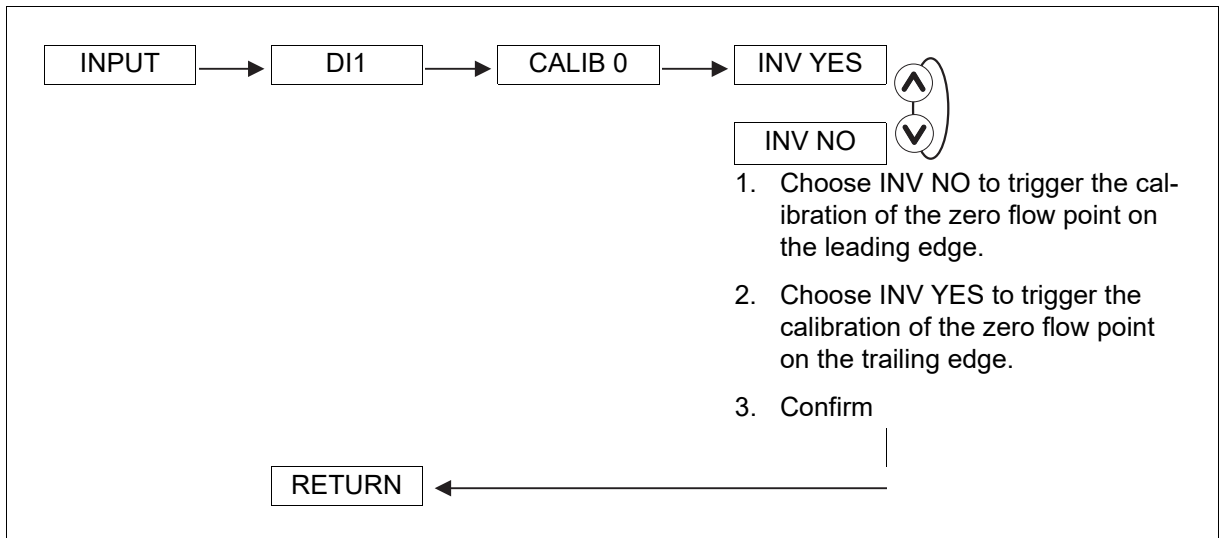 INPUT DI1 CALIB 0 INV YES
INV NO
1. Choose INV NO to trigger the cal-
ibration of the zero flow point on
the leading edge.
2. Choose INV YES to trigger the
calibration of the zero flow point
on the trailing edge.
3. Confirm
RETURN